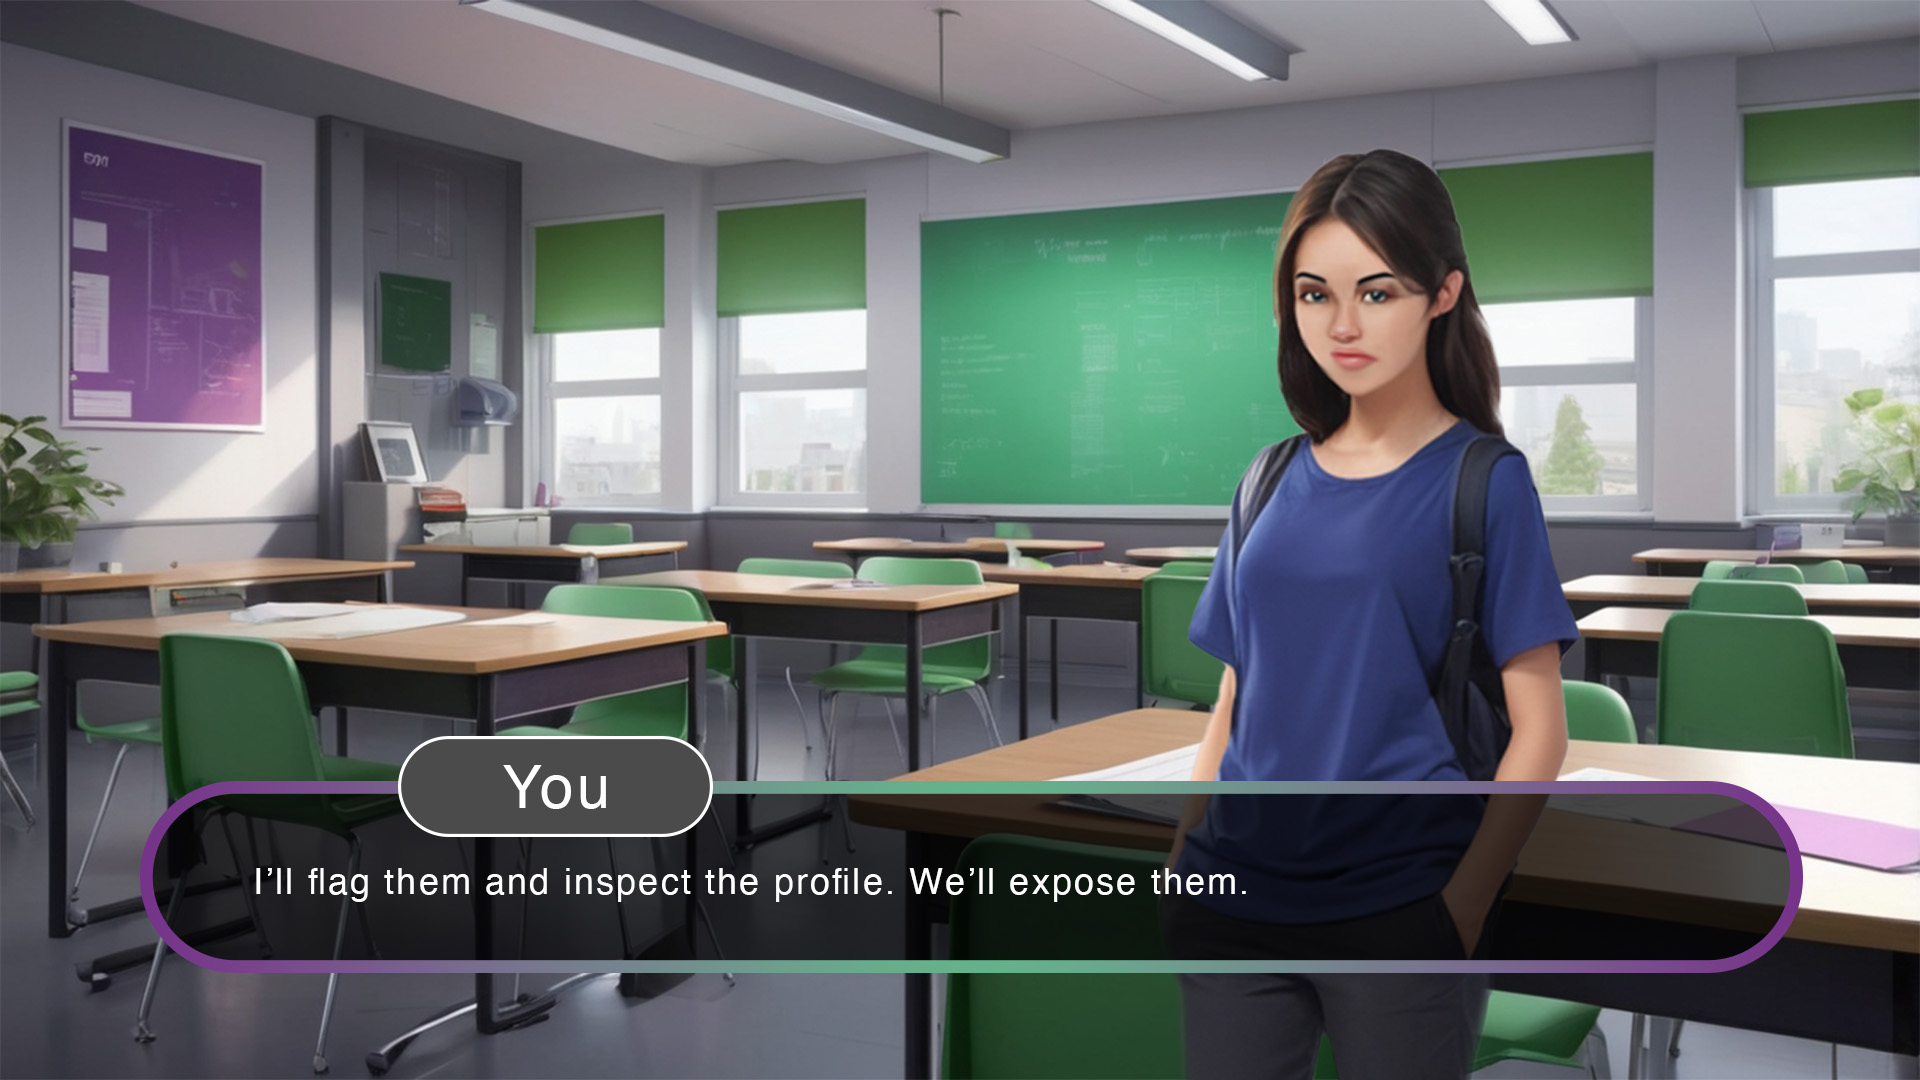 You
I’ll flag them and inspect the profile. We’ll expose them.